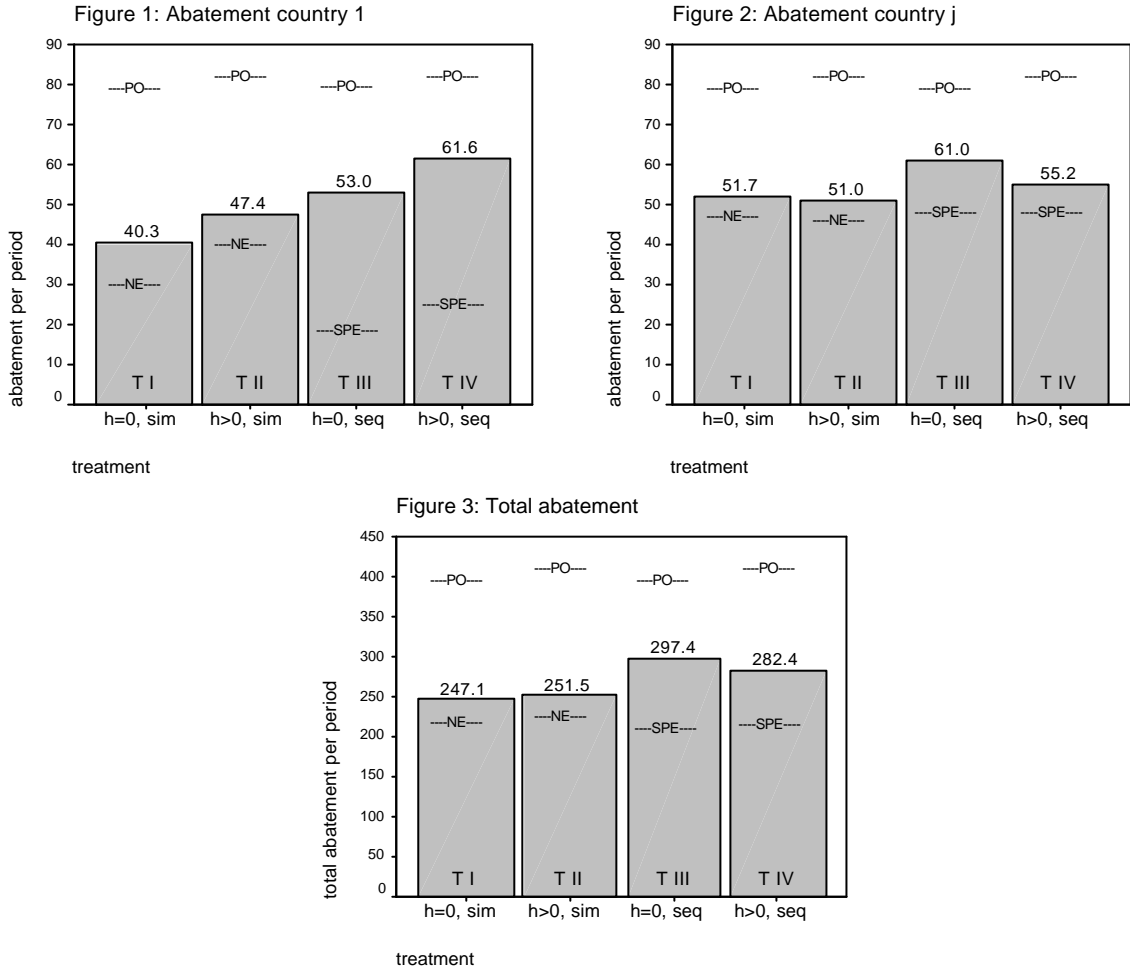 Figure 1: Abatement country 1
abatement per period
90
80
70
60
50
40
30
20
10
0
----PO----
----PO----
----PO----
----PO----
40.3
47.4
53.0
61.6
----NE----
----NE----
----SPE----
----SPE----
T I
T II
T III
T IV
h=0, sim
h>0, sim
h=0, seq
h>0, seq
treatment
Figure 2: Abatement country j
abatement per period
90
80
70
60
50
40
30
20
10
0
----PO----
----PO----
----PO----
----PO----
51.7
51.0
61.0
55.2
----NE----
----NE----
----SPE----
----SPE----
T I
T II
T III
T IV
h=0, sim
h>0, sim
h=0, seq
h>0, seq
treatment
Figure 3: Total abatement
total abatement per period
450
400
350
300
250
200
150
100
50
0
----PO----
----PO----
----PO----
----PO----
247.1
251.5
297.4
282.4
----NE----
----NE----
----SPE----
----SPE----
T I
T II
T III
T IV
h=0, sim
h>0, sim
h=0, seq
h>0, seq
treatment